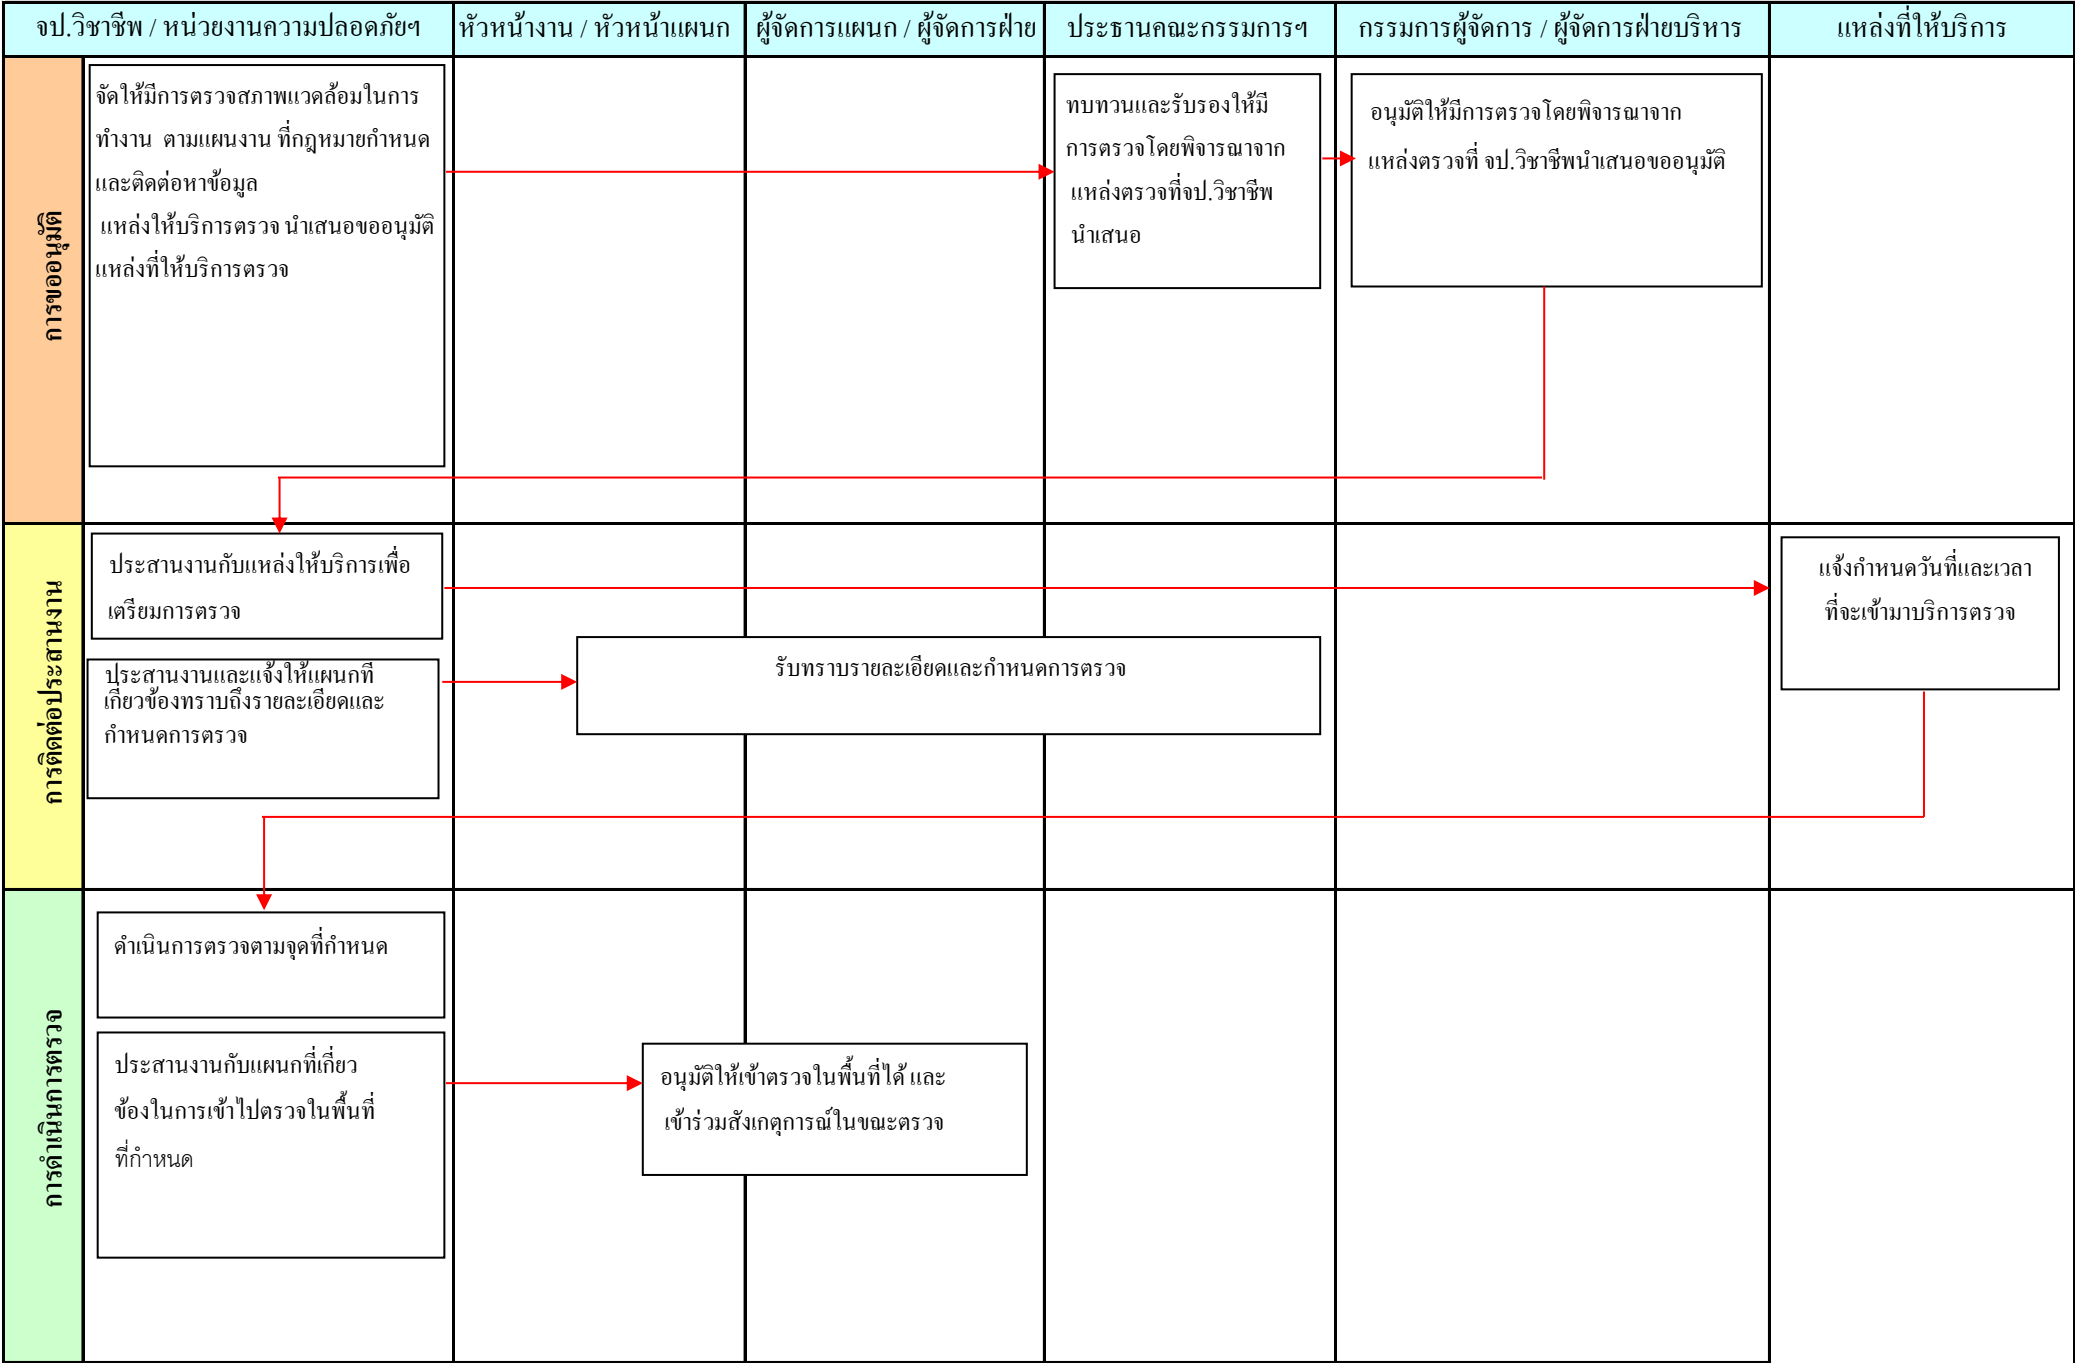 จป.วิชาชีพ / หน่วยงานความปลอดภัยฯ
หัวหน้างาน / หัวหน้าแผนก
ผู้จัดการแผนก / ผู้จัดการฝ่าย
ประธานคณะกรรมการฯ
กรรมการผู้จัดการ / ผู้จัดการฝ่ายบริหาร
แหล่งที่ให้บริการ
การขออนุมัติ
จัดให้มีการตรวจสภาพแวดล้อมในการ
ทำงาน ตามแผนงาน ที่กฎหมายกำหนด
และติดต่อหาข้อมูล
แหล่งให้บริการตรวจ นำเสนอขออนุมัติ
แหล่งที่ให้บริการตรวจ
ทบทวนและรับรองให้มี
การตรวจโดยพิจารณาจาก
แหล่งตรวจที่จป.วิชาชีพ
นำเสนอ
อนุมัติให้มีการตรวจโดยพิจารณาจาก
แหล่งตรวจที่ จป.วิชาชีพนำเสนอขออนุมัติ
การติดต่อประสานงาน
ประสานงานกับแหล่งให้บริการเพื่อ
เตรียมการตรวจ
แจ้งกำหนดวันที่และเวลา
ที่จะเข้ามาบริการตรวจ
ประสานงานและแจ้งให้แผนกที่
เกี่ยวข้องทราบถึงรายละเอียดและ
กำหนดการตรวจ
รับทราบรายละเอียดและกำหนดการตรวจ
การดำเนินการตรวจ
ดำเนินการตรวจตามจุดที่กำหนด
ประสานงานกับแผนกที่เกี่ยว
ข้องในการเข้าไปตรวจในพื้นที่
ที่กำหนด
อนุมัติให้เข้าตรวจในพื้นที่ได้ และ
เข้าร่วมสังเกตุการณ์ในขณะตรวจ